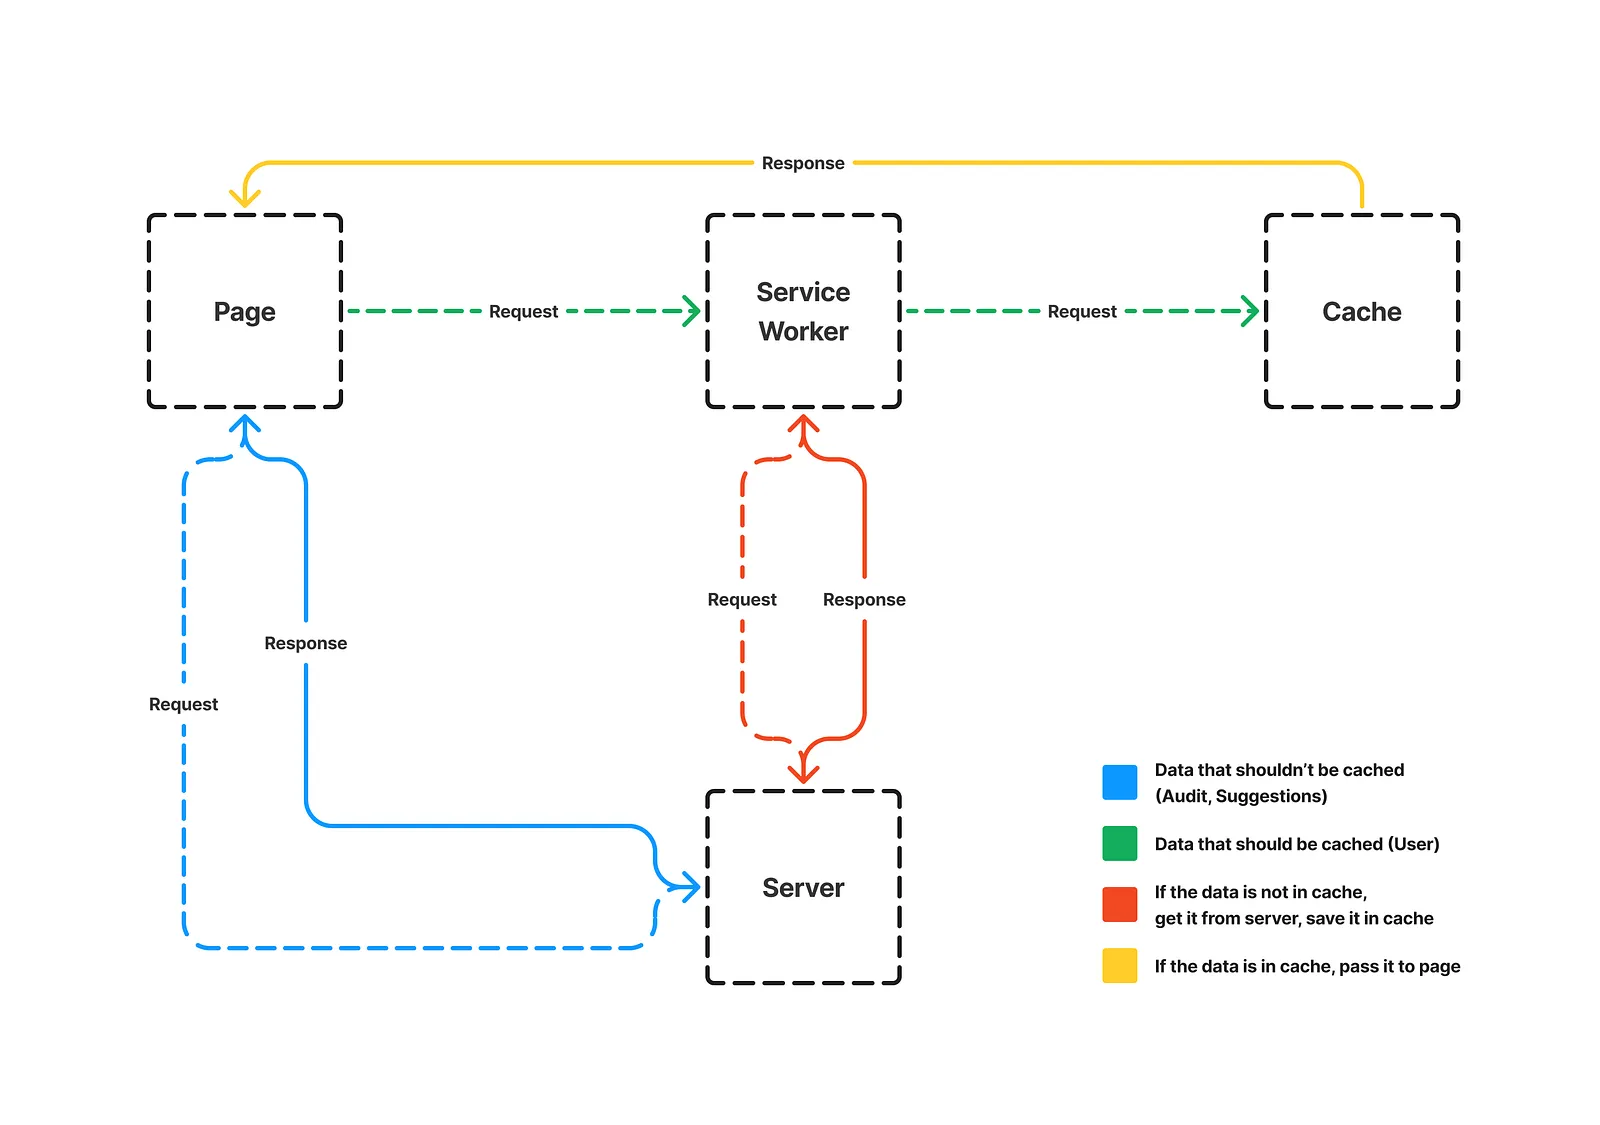 Response
Page
Request
Service
Worker
Request
Cache
Request
Response
Response
Request
Server
Data that shouldn’t be cached
(Audit, Suggestions)
Data that should be cached (User)
If the data is not in cache,
get it from server, save it in cache
If the data is in cache, pass it to page